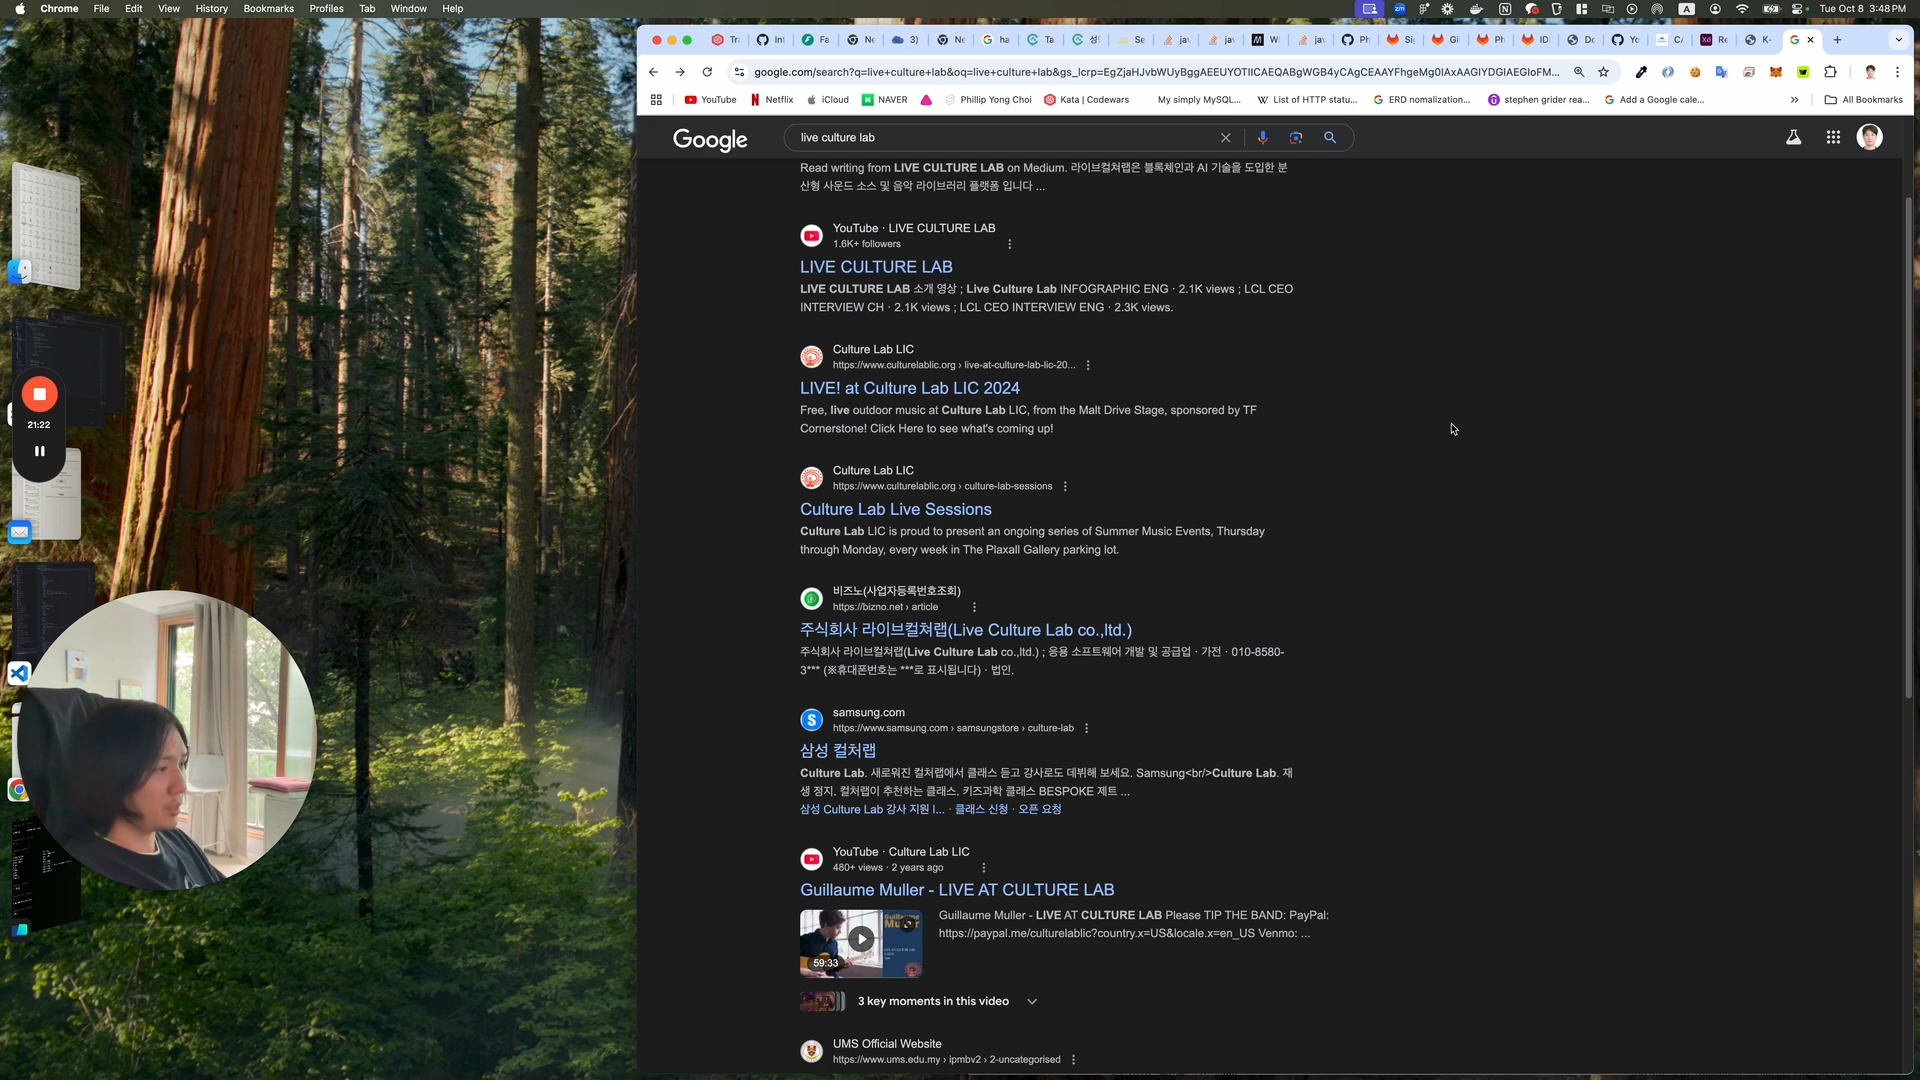 Chrome File Edit View History Bookmarks Profiles Tab Window Help
Tue Oct 8 3:48 PM
google.com/search?q=live+culture+lab&oq=live+culture+lab&gs_lcrp=EgZjaHJvbWUyBggAEEUYOTIICAEQABgWGB4yCAgCEAAYFhgeMg0IAxAAGIYDGIAEGIoFM...
YouTube Netflix iCloud NAVER Phillip Yong Choi Kata | Codewars My simply MySQL... List of HTTP statu... ERD nomalization... stephen grider rea... Add a Google cale... » All Bookmarks
Google
live culture lab
Read writing from LIVE CULTURE LAB on Medium. 라이브컬쳐랩은 블록체인과 AI 기술을 도입한 분
산형 사운드 소스 및 음악 라이브러리 플랫폼 입니다 ...
YouTube · LIVE CULTURE LAB
1.6K+ followers
LIVE CULTURE LAB
LIVE CULTURE LAB 소개 영상 ; Live Culture Lab INFOGRAPHIC ENG · 2.1K views ; LCL CEO
INTERVIEW CH · 2.1K views ; LCL CEO INTERVIEW ENG · 2.3K views.
Culture Lab LIC
https://www.culturelablic.org › live-at-culture-lab-lic-20...
LIVE! at Culture Lab LIC 2024
Free, live outdoor music at Culture Lab LIC, from the Malt Drive Stage, sponsored by TF
Cornerstone! Click Here to see what's coming up!
21:22
Culture Lab LIC
https://www.culturelablic.org › culture-lab-sessions
Culture Lab Live Sessions
Culture Lab LIC is proud to present an ongoing series of Summer Music Events, Thursday
through Monday, every week in The Plaxall Gallery parking lot.
비즈노(사업자등록번호조회)
https://bizno.net › article
주식회사 라이브컬쳐랩(Live Culture Lab co.,ltd.)
주식회사 라이브컬쳐랩(Live Culture Lab co.,ltd.) ; 응용 소프트웨어 개발 및 공급업 · 가전 · 010-8580-
3*** (※휴대폰번호는 ***로 표시됩니다) · 법인.
samsung.com
https://www.samsung.com › samsungstore › culture-lab
삼성 컬처랩
Culture Lab. 새로워진 컬처랩에서 클래스 듣고 강사로도 데뷔해 보세요. Samsung<br/>Culture Lab. 재
생 정지. 컬처랩이 추천하는 클래스. 키즈과학 클래스 BESPOKE 제트 ...
삼성 Culture Lab 강사 지원 I... · 클래스 신청 · 오픈 요청
YouTube · Culture Lab LIC
480+ views · 2 years ago
Guillaume Muller - LIVE AT CULTURE LAB
Guillaume Muller - LIVE AT CULTURE LAB Please TIP THE BAND: PayPal:
https://paypal.me/culturelablic?country.x=US&locale.x=en_US Venmo: ...
59:33
3 key moments in this video
UMS Official Website
https://www.ums.edu.my › ipmbv2 › 2-uncategorised